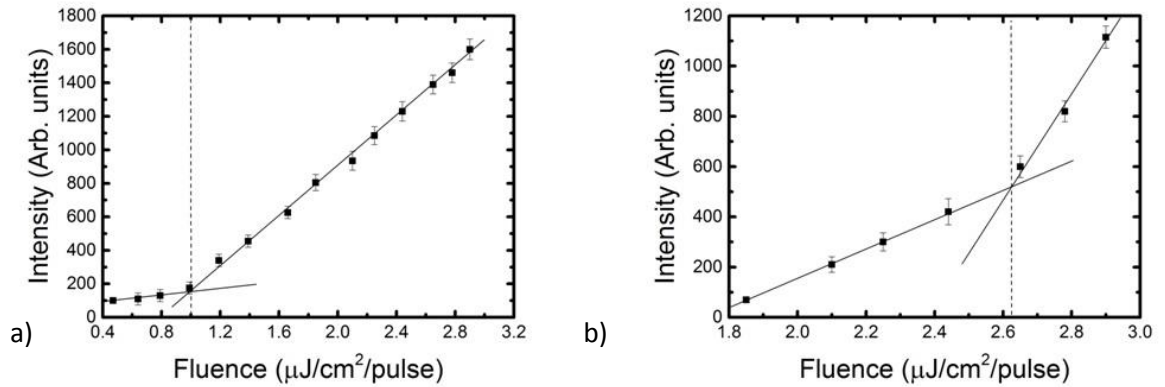 1800
1600
1400
1200
1000
800
600
400
200
0
0.4 0.8 1.2 1.6 2.0 2.4 2.8 3.2
Intensity (Arb. units)
Fluence (μJ/cm²/pulse)
a)
1200
1000
800
600
400
200
0
1.8 2.0 2.2 2.4 2.6 2.8 3.0
Intensity (Arb. units)
Fluence (μJ/cm²/pulse)
b)